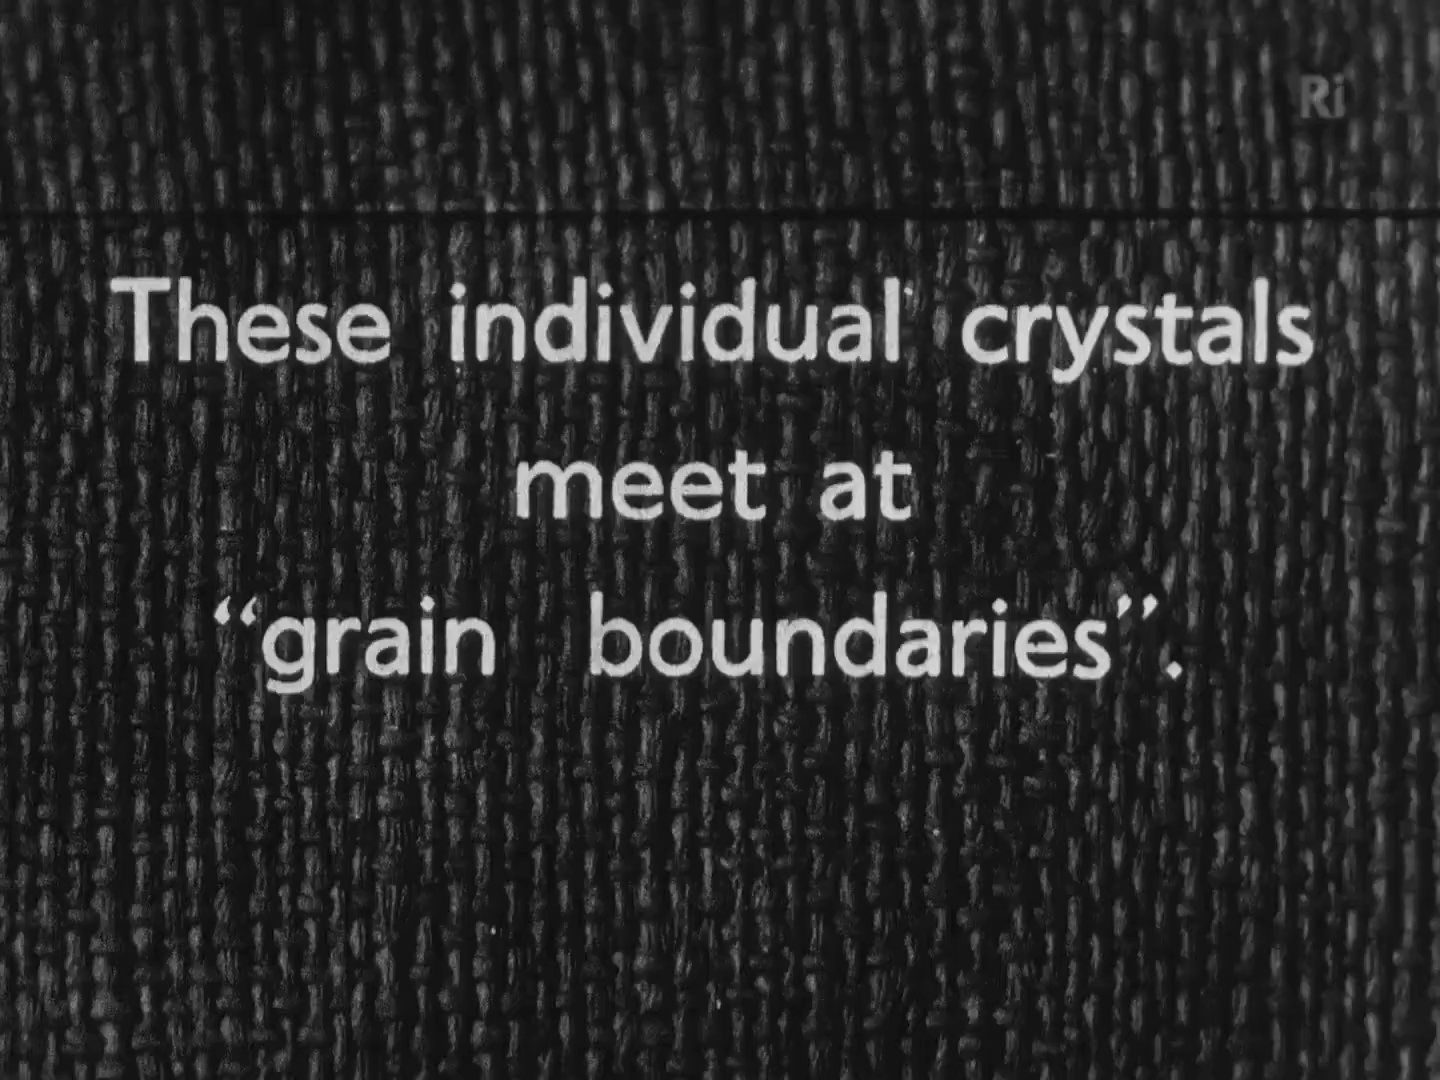 Ri
These individual crystals
meet at
“grain boundaries”.